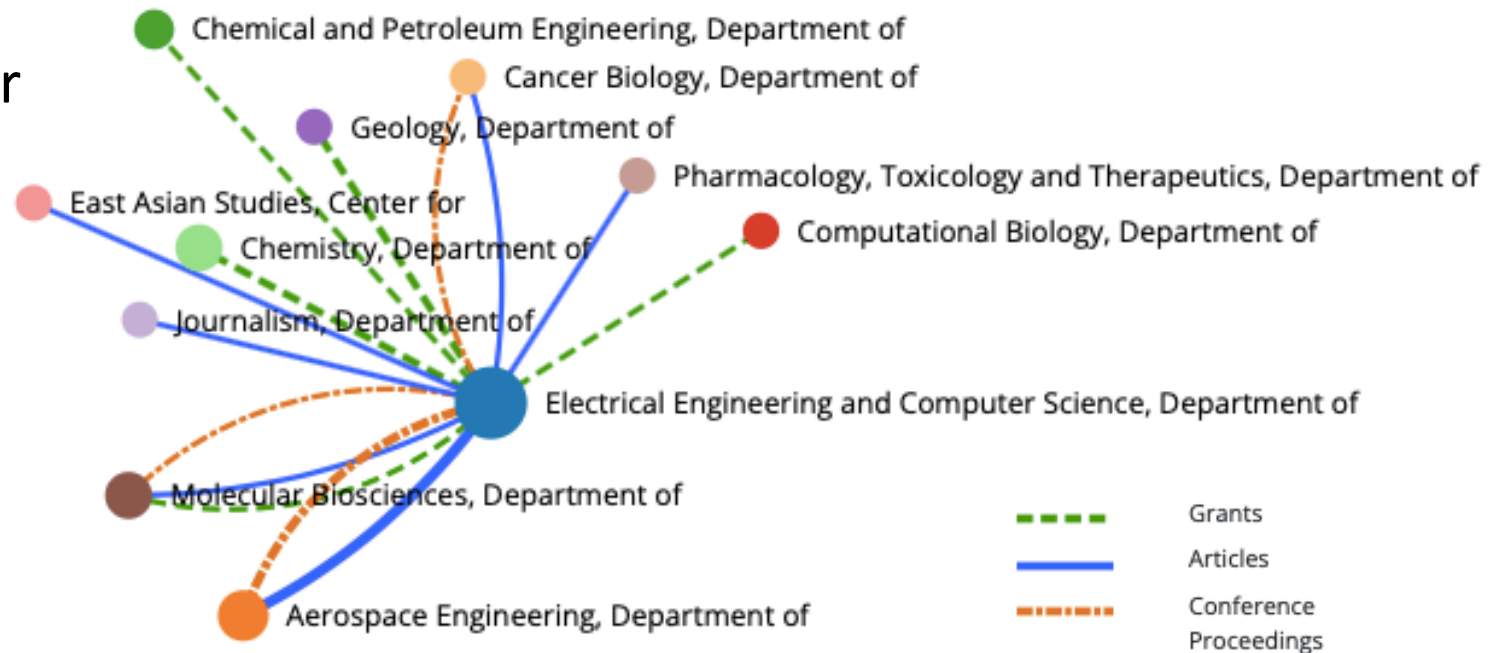 Chemical and Petroleum Engineering, Department of
r
Cancer Biology, Department of
Geology, Department of
Pharmacology, Toxicology and Therapeutics, Department of
East Asian Studies, Center for
Computational Biology, Department of
Chemistry, Department of
Journalism, Department of
Electrical Engineering and Computer Science, Department of
Molecular Biosciences, Department of
Aerospace Engineering, Department of
Grants
Articles
Conference
Proceedings